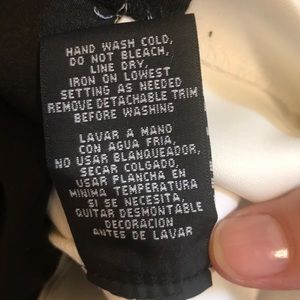 HAND WASH COLD,
DO NOT BLEACH,
LINE DRY,
IRON ON LOWEST
SETTING AS NEEDED
REMOVE DETACHABLE TRIM
BEFORE WASHING
LAVAR A MANO
CON AGUA FRIA,
NO USAR BLANQUEADOR,
SECAR COLGADO,
USAR PLANCHA EN
MINIMA TEMPERATURA
SI SE NECESITA,
QUITAR DESMONTABLE
DECORACION
ANTES DE LAVAR